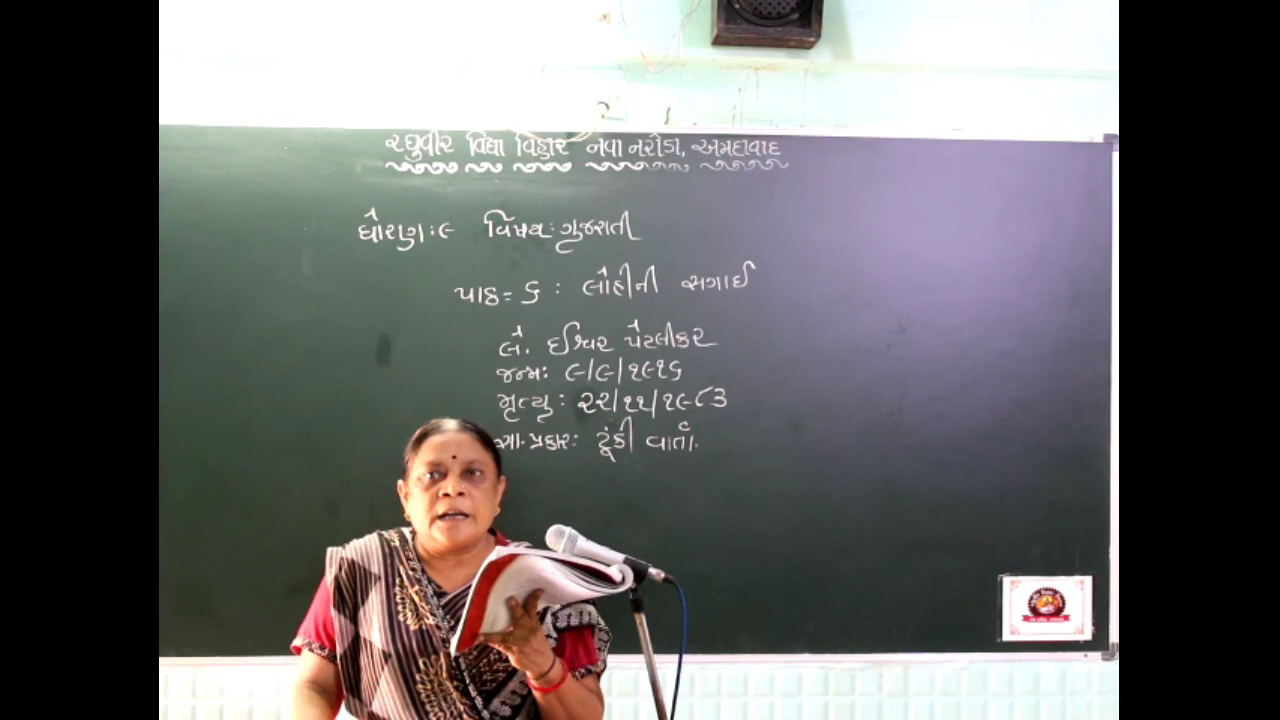 રઘુવીર વિદ્યા વિહાર નવા નરોડા, અમદાવાદ
ધોરણ: ૯ વિષય: ગુજરાતી
પાઠ = ૬ : લોહીની સગાઈ
લે. ઈશ્વર પેટલીકર
જન્મ: ૯/૯/૧૯૧૬
મૃત્યુ: ૨૨/૧૧/૧૯૮૩
સા. પ્રકાર: ટૂંકી વાર્તા.